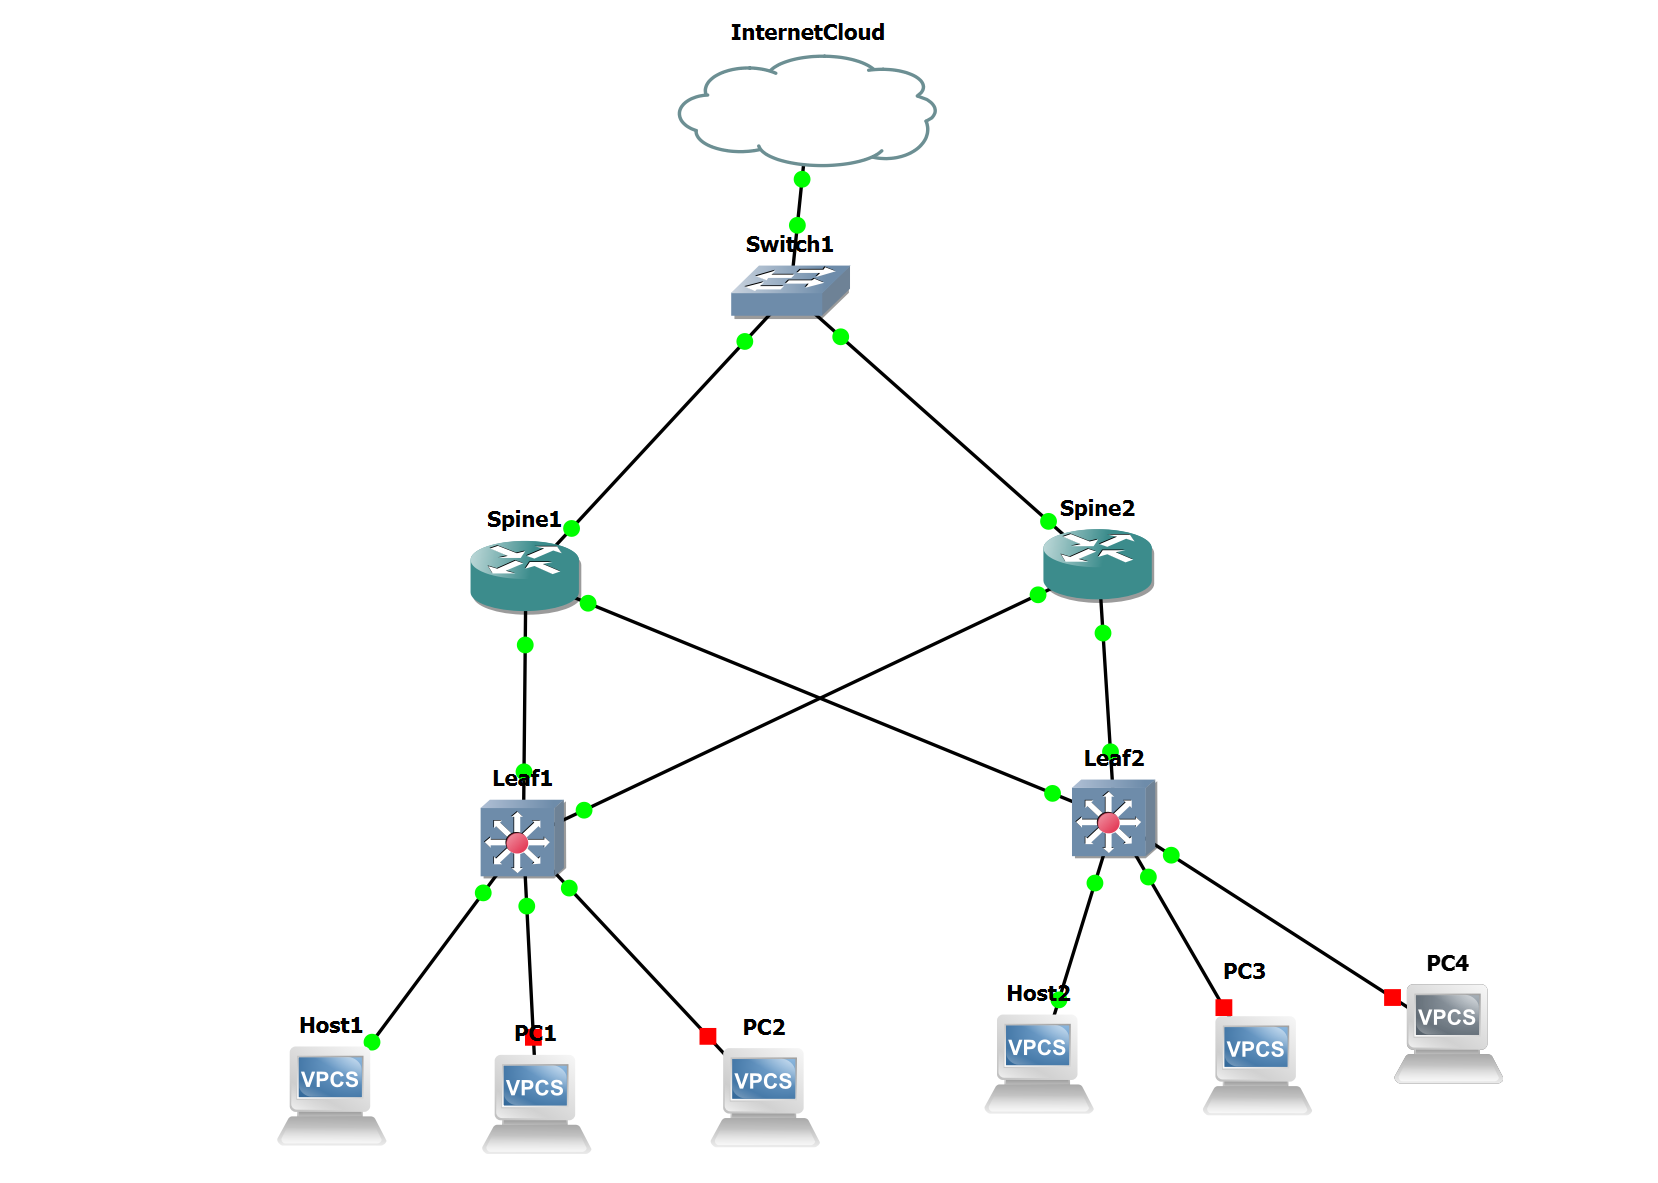 InternetCloud
Switch1
Spine1
Spine2
Leaf1
Leaf2
Host1
PC1
PC2
Host2
PC3
PC4
VPCS
VPCS
VPCS
VPCS
VPCS
VPCS